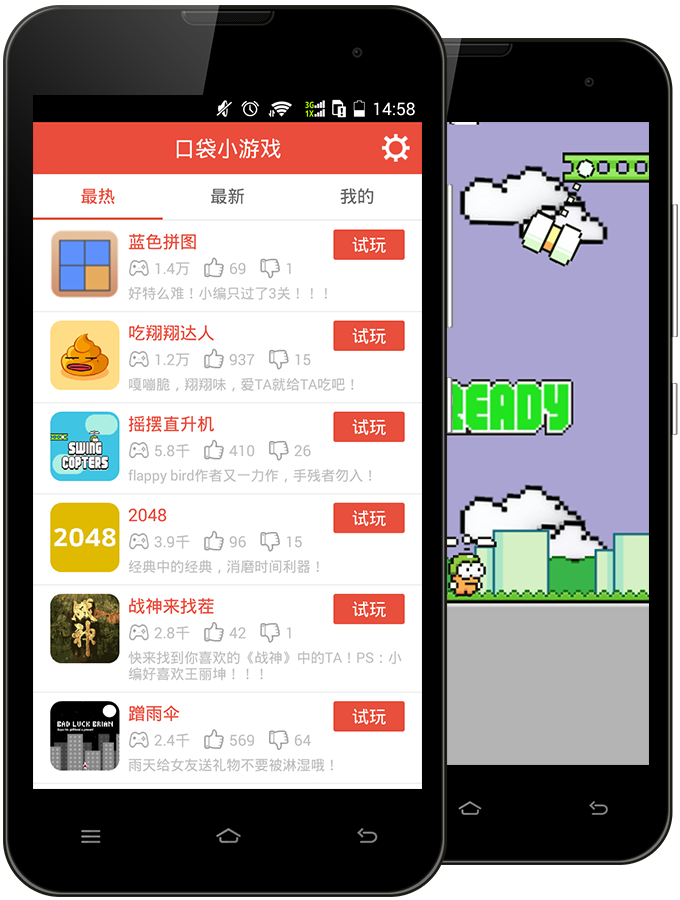 3G
1X
14:58
口袋小游戏
最热
最新
我的
蓝色拼图
试玩
1.4万
69
1
好特么难！小编只过了3关！！！
吃翔翔达人
试玩
1.2万
937
15
嘎嘣脆，翔翔味，爱TA就给TA吃吧！
SWING
COPTERS
摇摆直升机
试玩
5.8千
410
26
flappy bird作者又一力作，手残者勿入！
2048
2048
试玩
3.9千
96
15
经典中的经典，消磨时间利器！
战神
战神来找茬
试玩
2.8千
42
1
快来找到你喜欢的《战神》中的TA！PS：小
编好喜欢王丽坤！！！
BAD LUCK BRIAN
蹭雨伞
试玩
2.4千
569
64
雨天给女友送礼物不要被淋湿哦！
READY